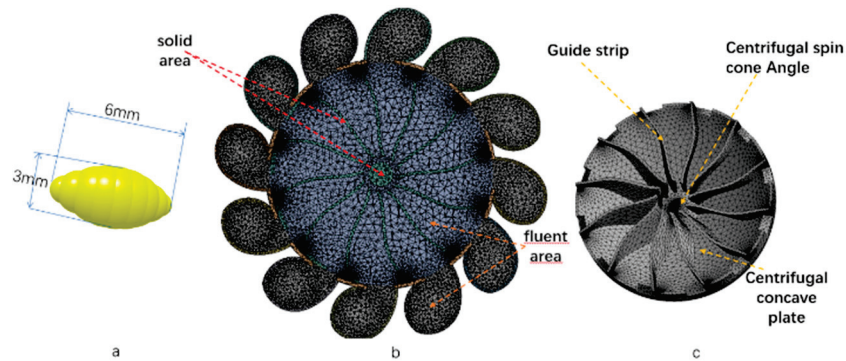 solid
area
6mm
3mm
fluent
area
Guide strip
Centrifugal spin
cone Angle
Centrifugal
concave
plate
a
b
c